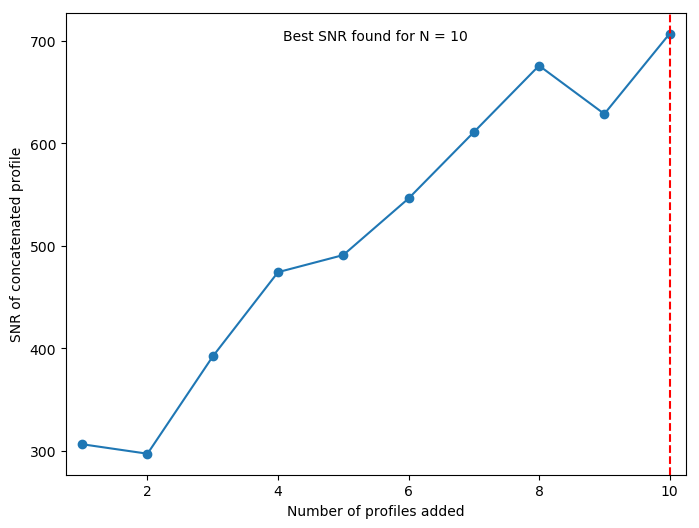 Best SNR found for N = 10
SNR of concatenated profile
700
600
500
400
300
2 4 6 8 10
Number of profiles added